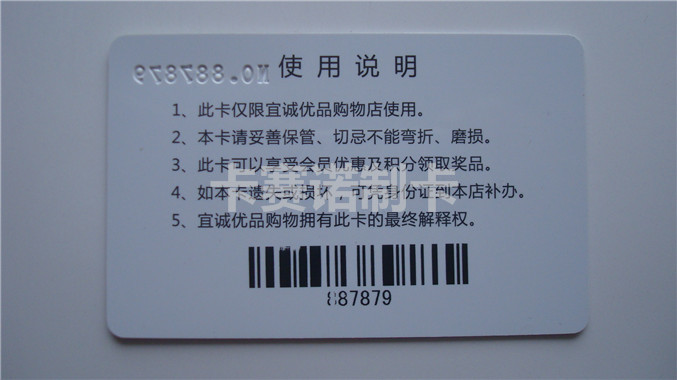 NO.887879
使用说明
1、此卡仅限宜诚优品购物店使用。
2、本卡请妥善保管、切忌不能弯折、磨损。
3、此卡可以享受会员优惠及积分领取奖品。
4、如本卡遗失或损坏，可凭身份证到本店补办。
5、宜诚优品购物拥有此卡的最终解释权。
卡赛诺制卡
887879